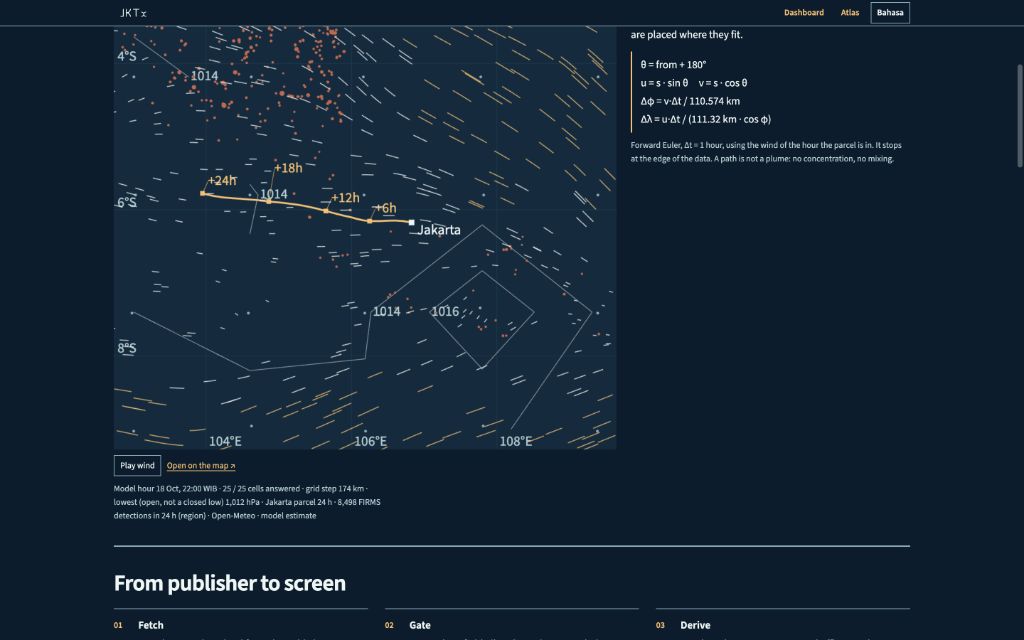 JKTx
Dashboard
Atlas
Bahasa
are placed where they fit.
θ = from + 180°
u = s · sin θ v = s · cos θ
Δϕ = v·Δt / 110.574 km
Δλ = u·Δt / (111.32 km · cos ϕ)
Forward Euler, Δt = 1 hour, using the wind of the hour the parcel is in. It stops
at the edge of the data. A path is not a plume: no concentration, no mixing.
4°S
1014
+18h
+24h
1014
+12h
+6h
6°S
Jakarta
1014
1016
8°S
104°E
106°E
108°E
Play wind
Open on the map ↗
Model hour 18 Oct, 22:00 WIB · 25 / 25 cells answered · grid step 174 km ·
lowest (open, not a closed low) 1,012 hPa · Jakarta parcel 24 h · 8,498 FIRMS
detections in 24 h (region) · Open-Meteo · model estimate
From publisher to screen
01 Fetch
02 Gate
03 Derive